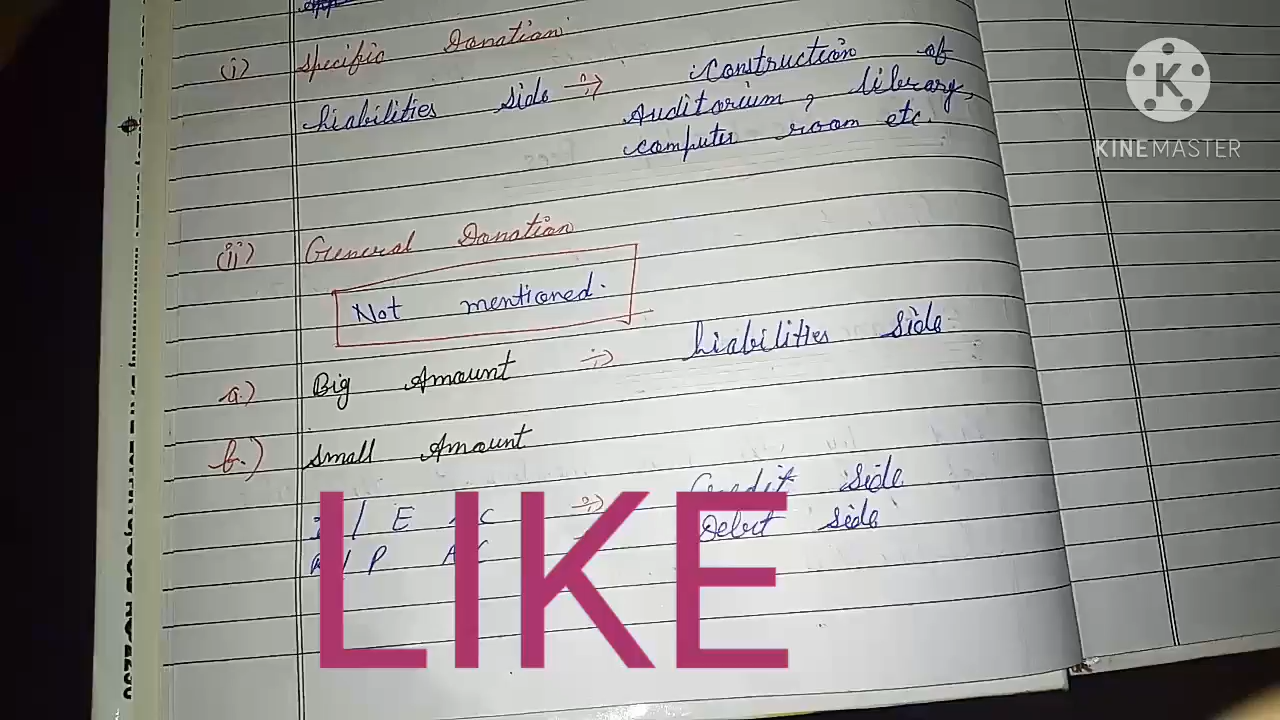 (i) Specific Donation
Liabilities side ⇒ Construction of
Auditorium, library,
computer room etc.
KINEMASTER
(ii) General Donation
Not mentioned.
a.) Big Amount ⇒ Liabilities side
b.) Small Amount
I/E A/C ⇒ Credit side
R/P A/C Debit side
LIKE